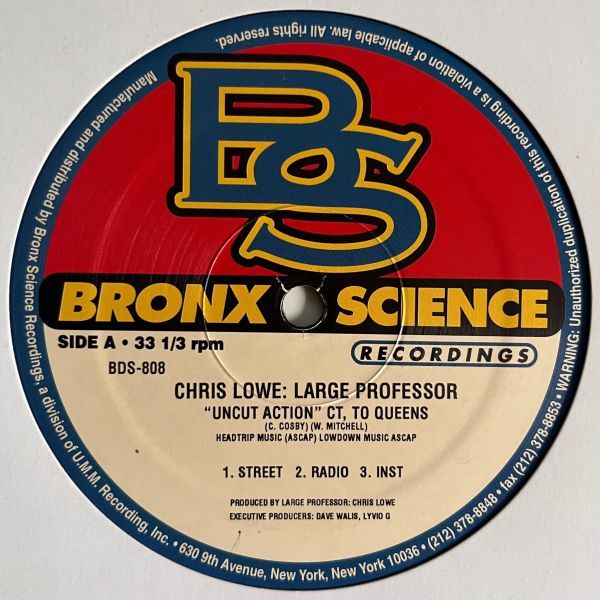 BS
BRONX SCIENCE
RECORDINGS
SIDE A • 33 1/3 rpm
BDS-808
CHRIS LOWE: LARGE PROFESSOR
"UNCUT ACTION" CT, TO QUEENS
(C. COSBY) (W. MITCHELL)
HEADTRIP MUSIC (ASCAP) LOWDOWN MUSIC ASCAP
1. STREET 2. RADIO 3. INST
PRODUCED BY LARGE PROFESSOR: CHRIS LOWE
EXECUTIVE PRODUCERS: DAVE WALIS, LYVIO G
Manufactured and distributed by Bronx Science Recordings, a division of U.M.M. Recording, Inc. • 630 9th Avenue, New York, New York 10036 • (212) 378-8848 • fax (212) 378-8853 • WARNING: Unauthorized duplication of this recording is a violation of applicable law. All rights reserved.